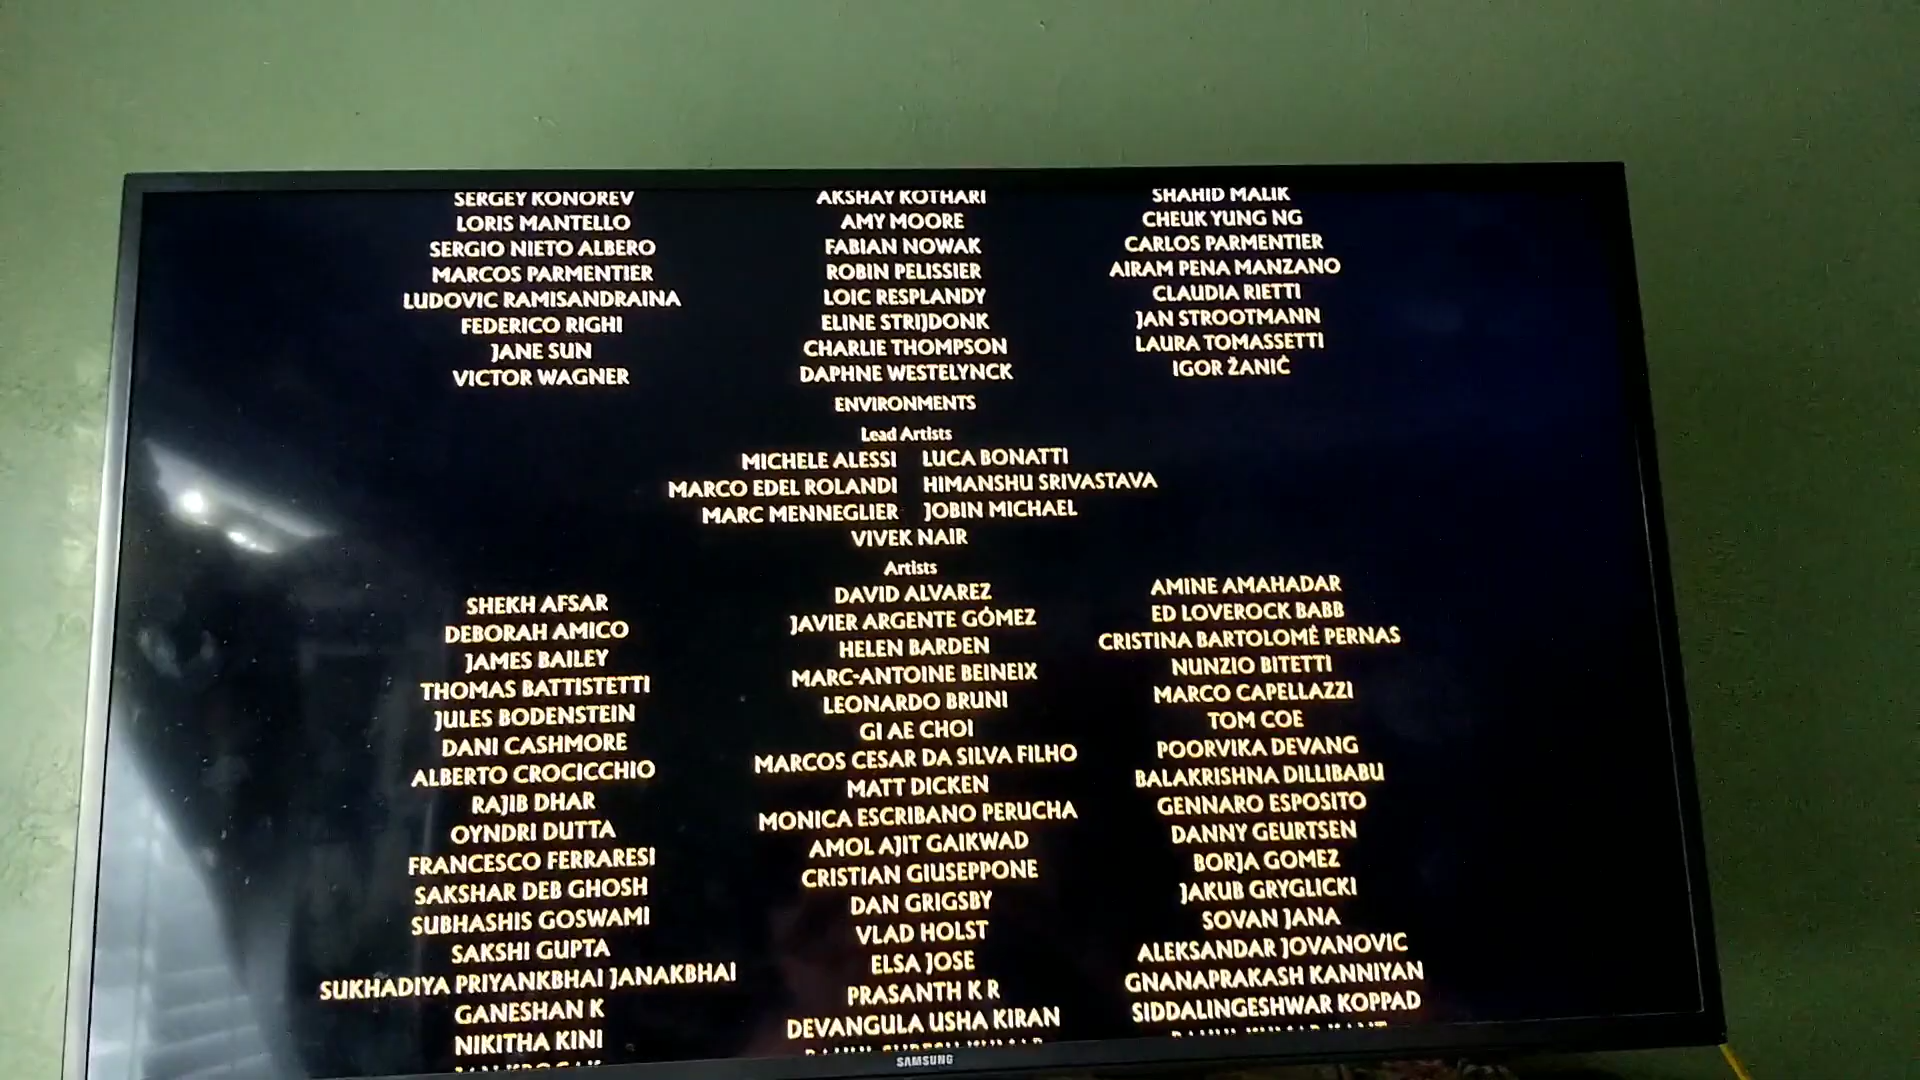 SERGEY KONOREV AKSHAY KOTHARI SHAHID MALIK
LORIS MANTELLO AMY MOORE CHEUK YUNG NG
SERGIO NIETO ALBERO FABIAN NOWAK CARLOS PARMENTIER
MARCOS PARMENTIER ROBIN PELISSIER AIRAM PENA MANZANO
LUDOVIC RAMISANDRAINA LOIC RESPLANDY CLAUDIA RIETTI
FEDERICO RIGHI ELINE STRIJDONK JAN STROOTMANN
JANE SUN CHARLIE THOMPSON LAURA TOMASSETTI
VICTOR WAGNER DAPHNE WESTELYNCK IGOR ŽANIĆ
ENVIRONMENTS
Lead Artists
MICHELE ALESSI LUCA BONATTI
MARCO EDEL ROLANDI HIMANSHU SRIVASTAVA
MARC MENNEGLIER JOBIN MICHAEL
VIVEK NAIR
Artists
SHEKH AFSAR DAVID ALVAREZ AMINE AMAHADAR
DEBORAH AMICO JAVIER ARGENTE GÓMEZ ED LOVEROCK BABB
JAMES BAILEY HELEN BARDEN CRISTINA BARTOLOMÉ PERNAS
THOMAS BATTISTETTI MARC-ANTOINE BEINEIX NUNZIO BITETTI
JULES BODENSTEIN LEONARDO BRUNI MARCO CAPELLAZZI
DANI CASHMORE GI AE CHOI TOM COE
ALBERTO CROCICCHIO MARCOS CESAR DA SILVA FILHO POORVIKA DEVANG
RAJIB DHAR MATT DICKEN BALAKRISHNA DILLIBABU
OYNDRI DUTTA MONICA ESCRIBANO PERUCHA GENNARO ESPOSITO
FRANCESCO FERRARESI AMOL AJIT GAIKWAD DANNY GEURTSEN
SAKSHAR DEB GHOSH CRISTIAN GIUSEPPONE BORJA GOMEZ
SUBHASHIS GOSWAMI DAN GRIGSBY JAKUB GRYGLICKI
SAKSHI GUPTA VLAD HOLST SOVAN JANA
SUKHADIYA PRIYANKBHAI JANAKBHAI ELSA JOSE ALEKSANDAR JOVANOVIC
GANESHAN K PRASANTH K R GNANAPRAKASH KANNIYAN
NIKITHA KINI DEVANGULA USHA KIRAN SIDDALINGESHWAR KOPPAD
SAMSUNG